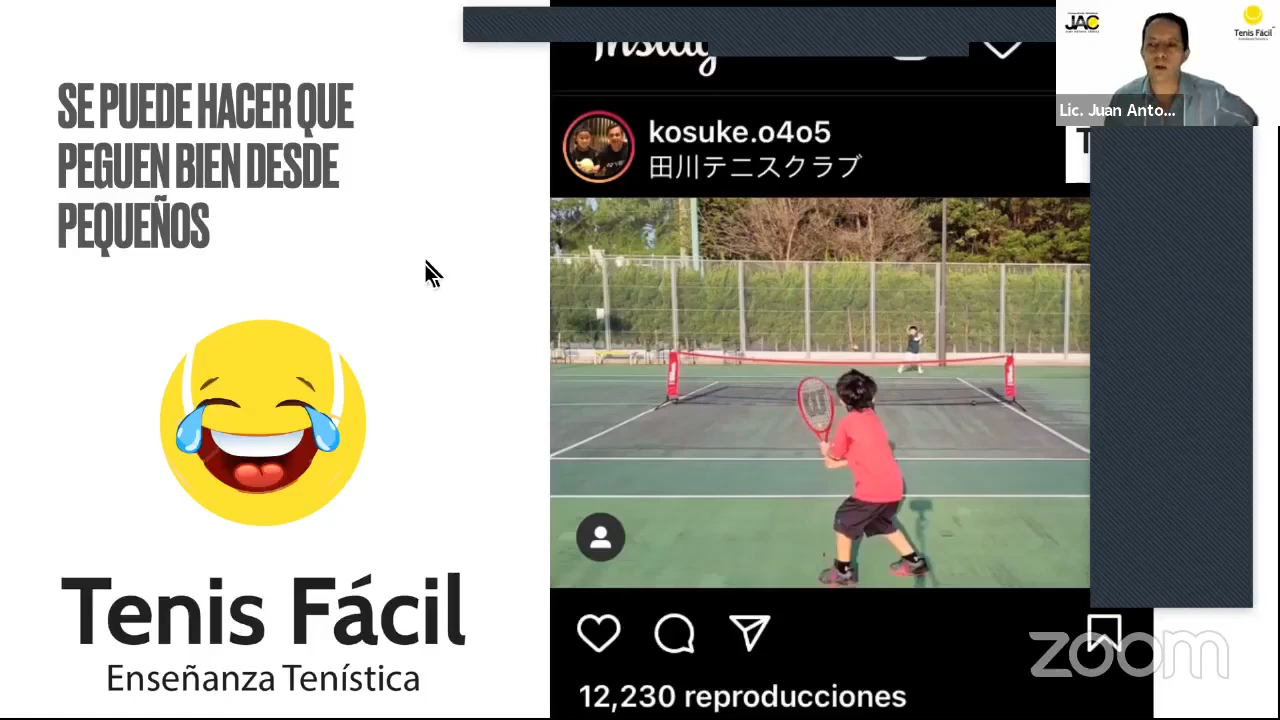 SE PUEDE HACER QUE
PEGUEN BIEN DESDE
PEQUEÑOS
Tenis Fácil
Enseñanza Tenística
kosuke.o4o5
田川テニスクラブ
12,230 reproducciones
JAC
Tenis Fácil
Lic. Juan Anto...
zoom